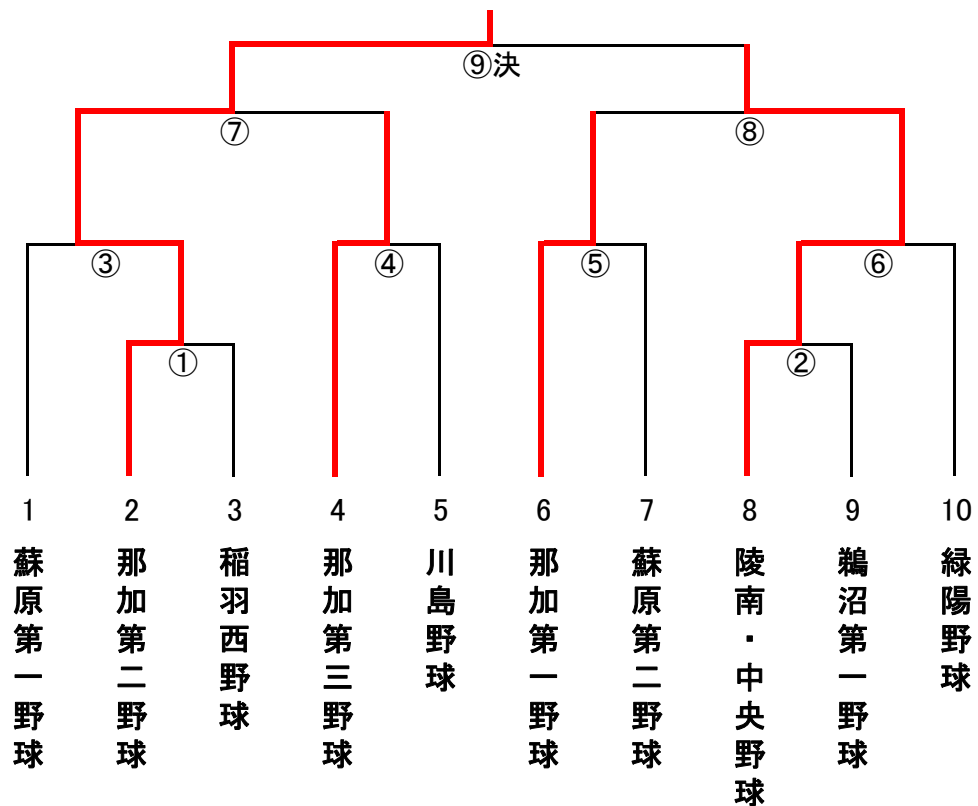 ⑨決
⑦
⑧
③
④
⑤
⑥
①
②
1
2
3
4
5
6
7
8
9
10
蘇原第一野球
那加第二野球
稲羽西野球
那加第三野球
川島野球
那加第一野球
蘇原第二野球
陵南・中央野球
鵜沼第一野球
緑陽野球